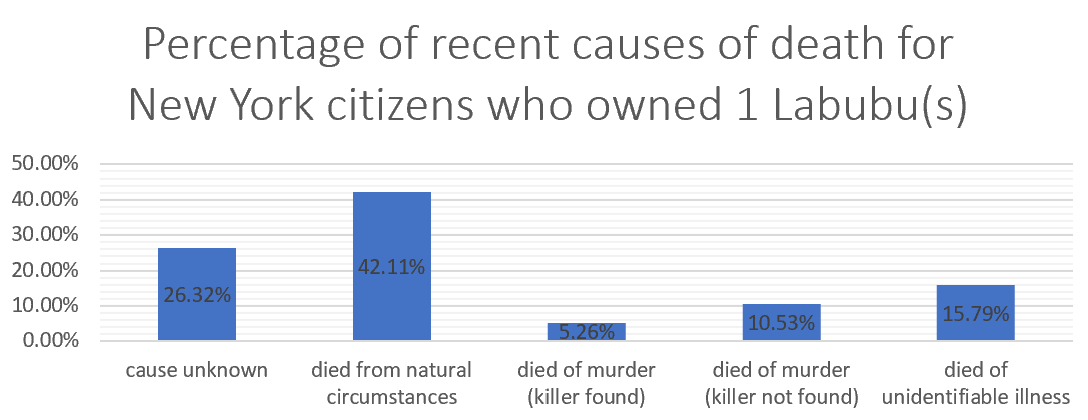 Percentage of recent causes of death for
New York citizens who owned 1 Labubu(s)
50.00%
40.00%
30.00%
20.00%
10.00%
0.00%
26.32%
42.11%
5.26%
10.53%
15.79%
cause unknown
died from natural
circumstances
died of murder
(killer found)
died of murder
(killer not found)
died of
unidentifiable illness